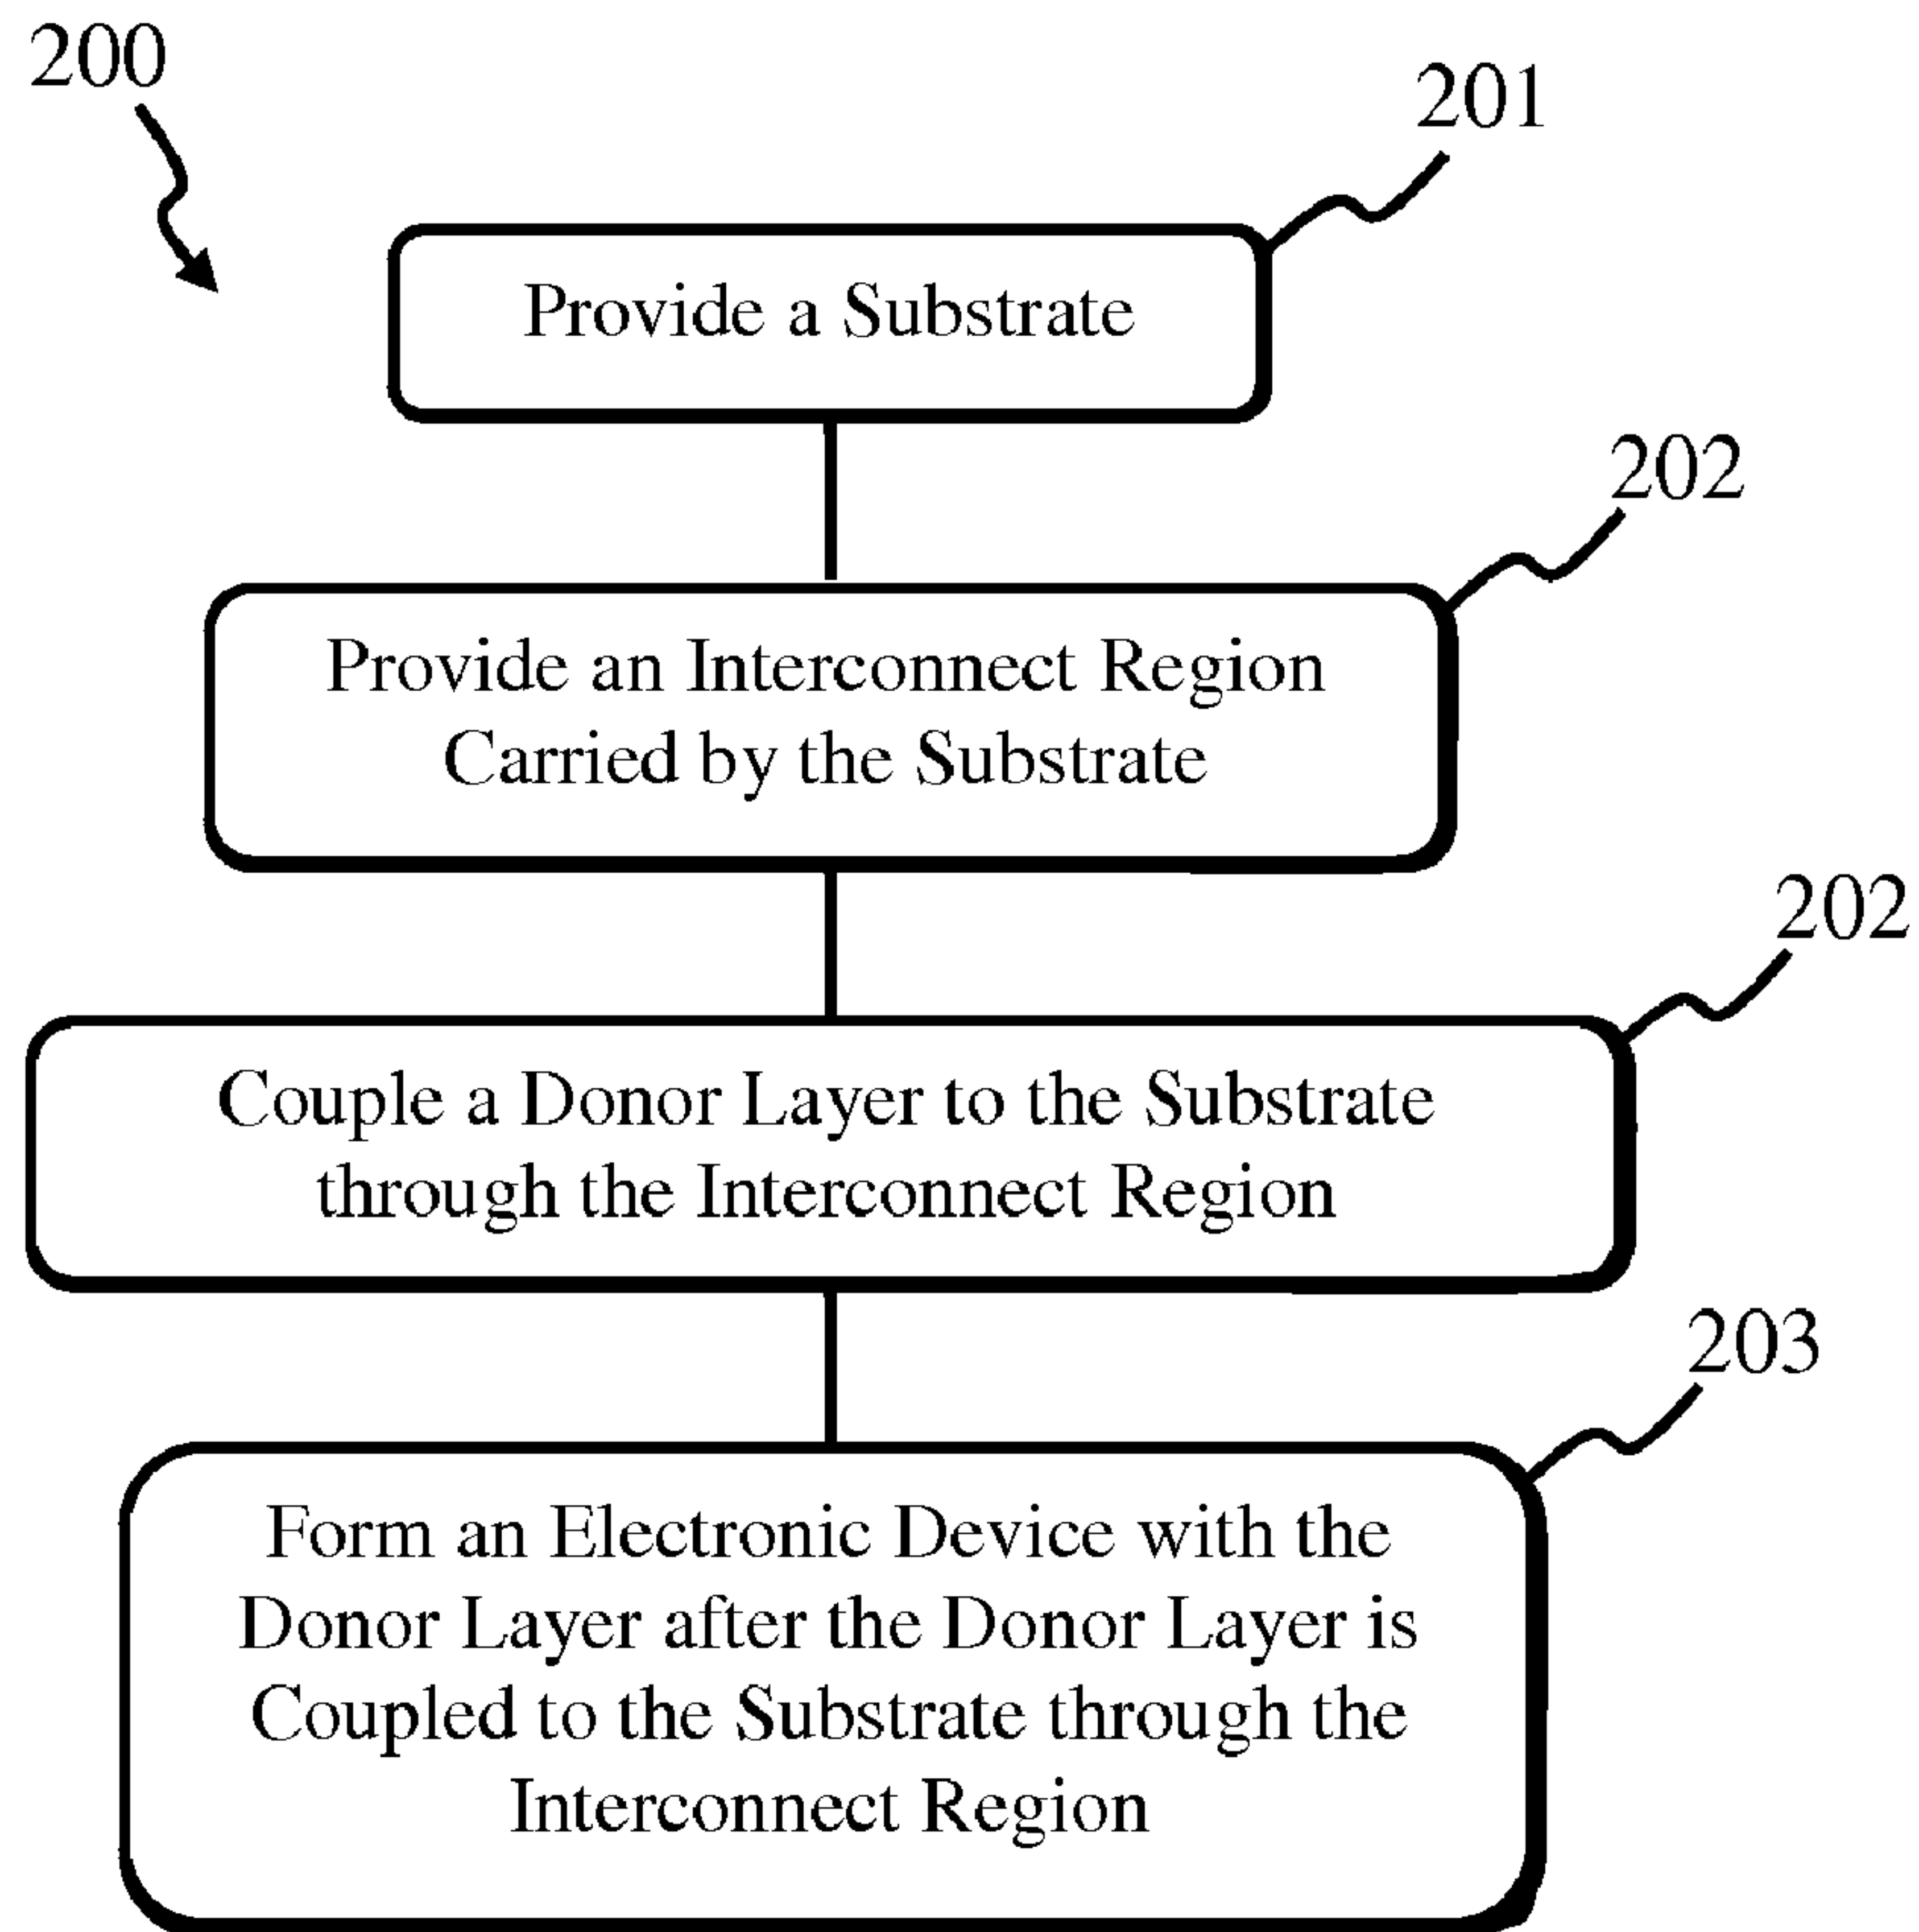 200
201
Provide a Substrate
202
Provide an Interconnect Region
Carried by the Substrate
202
Couple a Donor Layer to the Substrate
through the Interconnect Region
203
Form an Electronic Device with the
Donor Layer after the Donor Layer is
Coupled to the Substrate through the
Interconnect Region